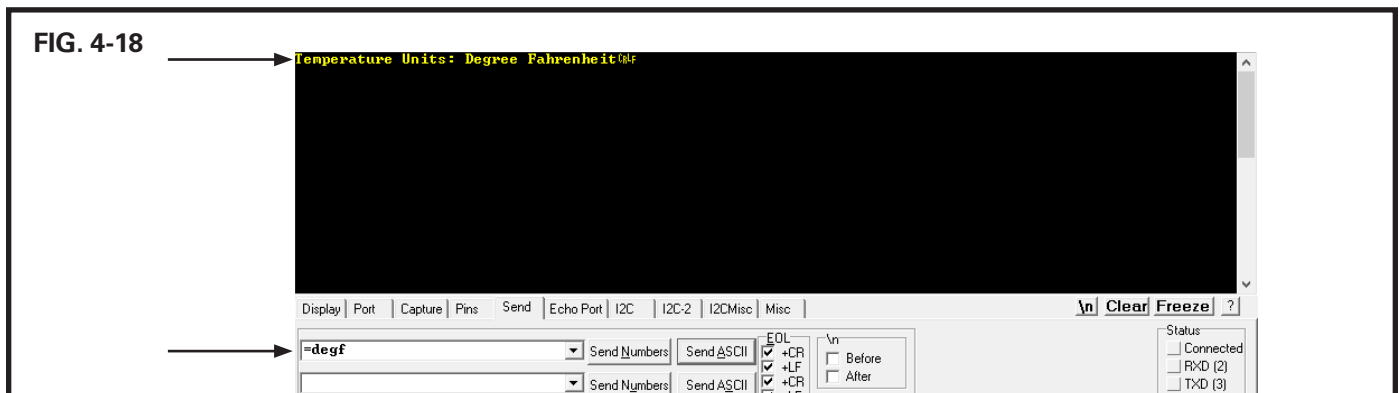 FIG. 4-18
Temperature Units: Degree Fahrenheit CR LF
Display Port Capture Pins Send Echo Port I2C I2C-2 I2CMisc Misc \n Clear Freeze ?
=degf Send Numbers Send ASCII EOL +CR +LF \n Before After
Send Numbers Send ASCII +CR
Status
Connected
RXD (2)
TXD (3)